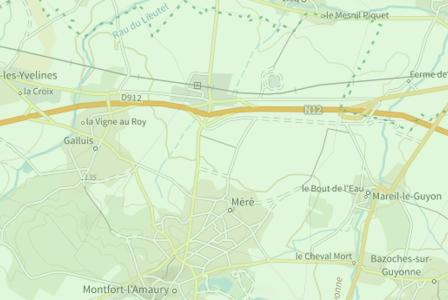 le Mesnil Piquet
Rau du Lieutel
-les-Yvelines
Ferme de
la Croix
D912
N12
la Vigne au Roy
Galluis
le Bout de l'Eau
Mareil-le-Guyon
Méré
le Cheval Mort
Bazoches-sur-
Guyonne
Montfort-l'Amaury